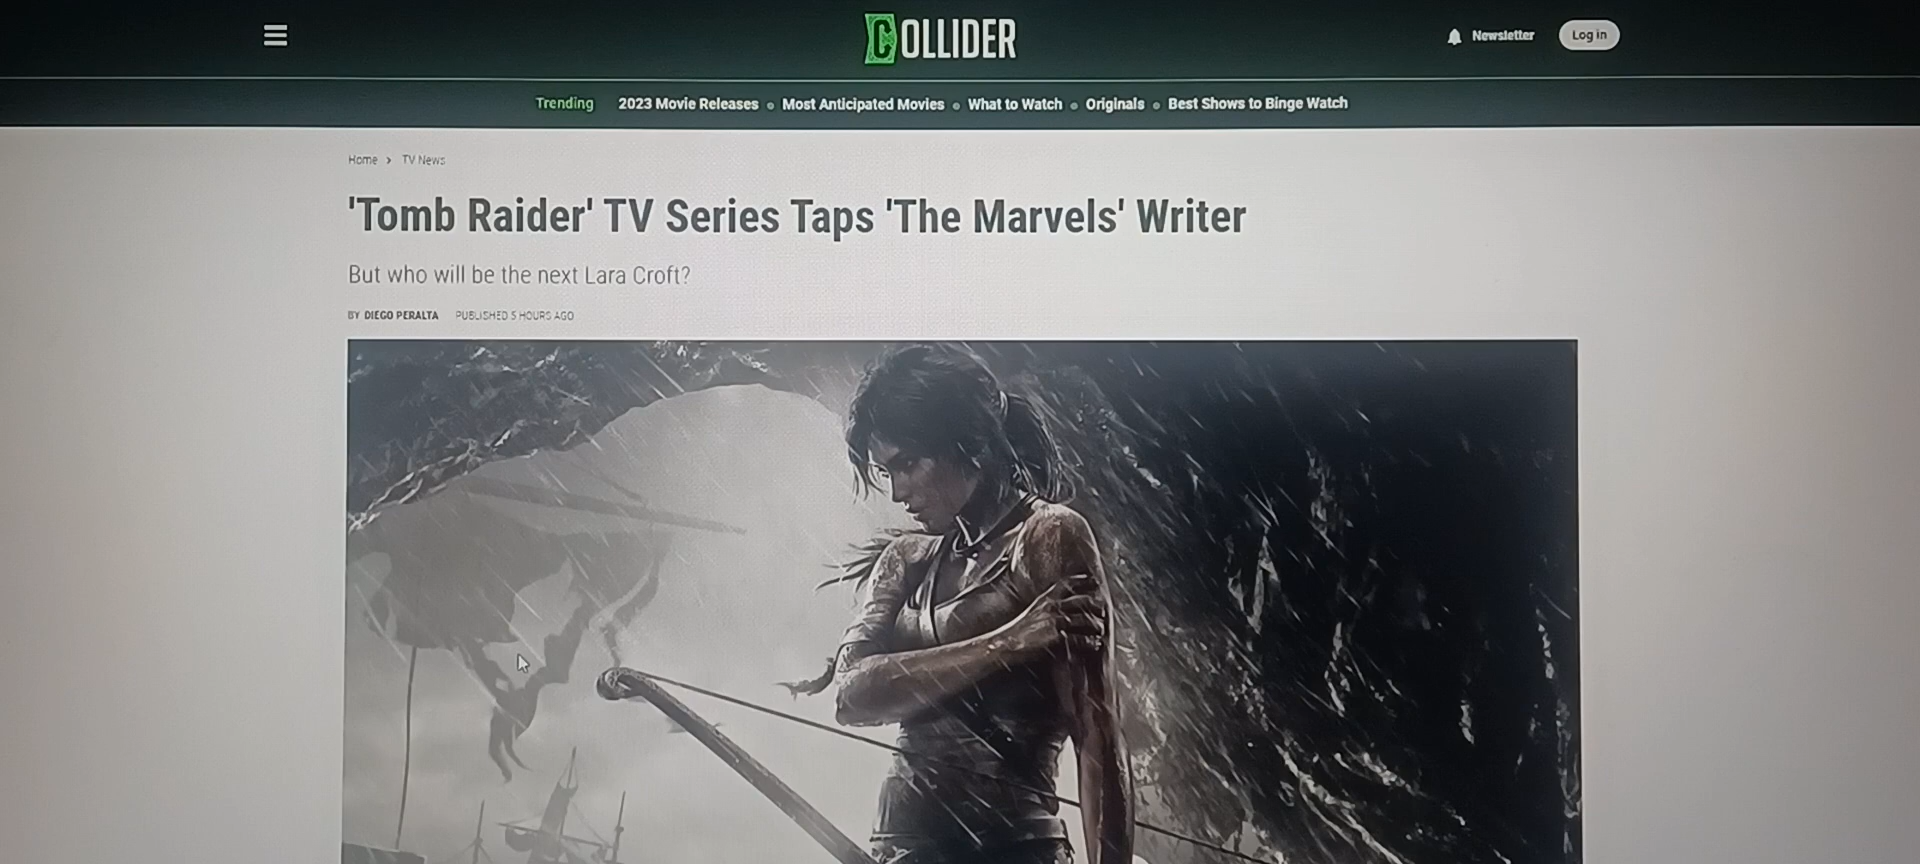 COLLIDER
Newsletter
Log in
Trending 2023 Movie Releases Most Anticipated Movies What to Watch Originals Best Shows to Binge Watch
Home > TV News
'Tomb Raider' TV Series Taps 'The Marvels' Writer
But who will be the next Lara Croft?
BY DIEGO PERALTA PUBLISHED 5 HOURS AGO